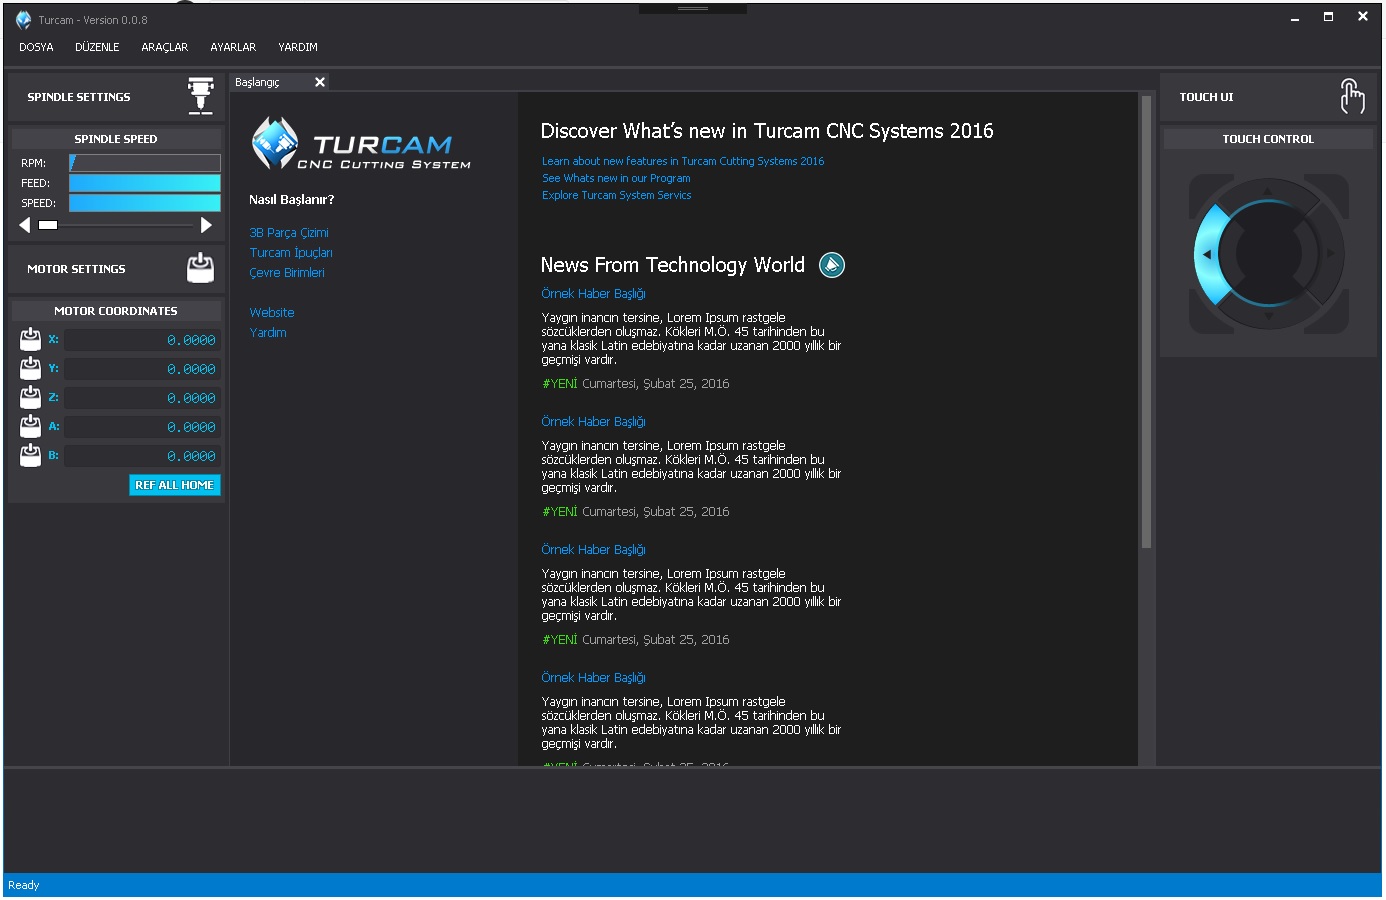 Turcam - Version 0.0.8
DOSYA DÜZENLE ARAÇLAR AYARLAR YARDIM
SPINDLE SETTINGS
SPINDLE SPEED
RPM:
FEED:
SPEED:
MOTOR SETTINGS
MOTOR COORDINATES
X: 0.0000
Y: 0.0000
Z: 0.0000
A: 0.0000
B: 0.0000
REF ALL HOME
Başlangıç
TURCAM
CNC CUTTING SYSTEM
Nasıl Başlanır?
3B Parça Çizimi
Turcam İpuçları
Çevre Birimleri
Website
Yardım
Discover What's new in Turcam CNC Systems 2016
Learn about new features in Turcam Cutting Systems 2016
See Whats new in our Program
Explore Turcam System Servics
News From Technology World
Örnek Haber Başlığı
Yaygın inancın tersine, Lorem Ipsum rastgele
sözcüklerden oluşmaz. Kökleri M.Ö. 45 tarihinden bu
yana klasik Latin edebiyatına kadar uzanan 2000 yıllık bir
geçmişi vardır.
#YENİ Cumartesi, Şubat 25, 2016
Örnek Haber Başlığı
Yaygın inancın tersine, Lorem Ipsum rastgele
sözcüklerden oluşmaz. Kökleri M.Ö. 45 tarihinden bu
yana klasik Latin edebiyatına kadar uzanan 2000 yıllık bir
geçmişi vardır.
#YENİ Cumartesi, Şubat 25, 2016
Örnek Haber Başlığı
Yaygın inancın tersine, Lorem Ipsum rastgele
sözcüklerden oluşmaz. Kökleri M.Ö. 45 tarihinden bu
yana klasik Latin edebiyatına kadar uzanan 2000 yıllık bir
geçmişi vardır.
#YENİ Cumartesi, Şubat 25, 2016
Örnek Haber Başlığı
Yaygın inancın tersine, Lorem Ipsum rastgele
sözcüklerden oluşmaz. Kökleri M.Ö. 45 tarihinden bu
yana klasik Latin edebiyatına kadar uzanan 2000 yıllık bir
geçmişi vardır.
TOUCH UI
TOUCH CONTROL
Ready